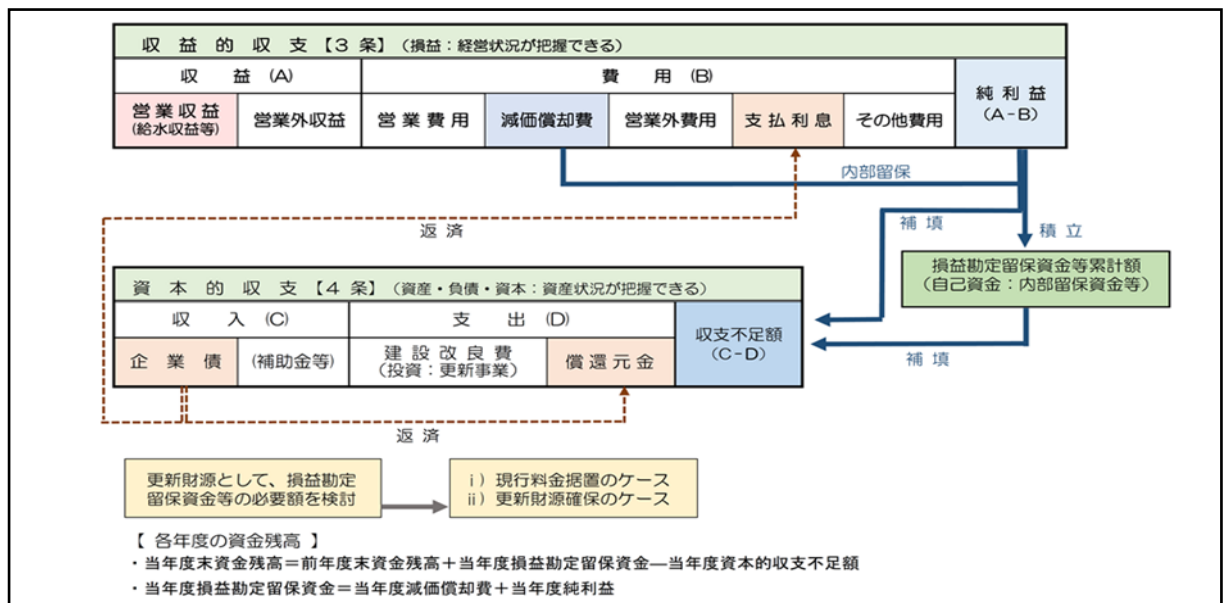 収益的収支【3条】(損益：経営状況が把握できる)
収益(A)
費用(B)
純利益
(A-B)
営業収益
(給水収益等)
営業外収益
営業費用
減価償却費
営業外費用
支払利息
その他費用
内部留保
補填
積立
返済
損益勘定留保資金等累計額
(自己資金：内部留保資金等)
資本的収支【4条】(資産・負債・資本：資産状況が把握できる)
収入(C)
支出(D)
収支不足額
(C-D)
企業債
(補助金等)
建設改良費
(投資：更新事業)
償還元金
補填
返済
更新財源として、損益勘定
留保資金等の必要額を検討
ⅰ) 現行料金据置のケース
ⅱ) 更新財源確保のケース
【 各年度の資金残高 】
・当年度末資金残高＝前年度末資金残高＋当年度損益勘定留保資金―当年度資本的収支不足額
・当年度損益勘定留保資金＝当年度減価償却費＋当年度純利益